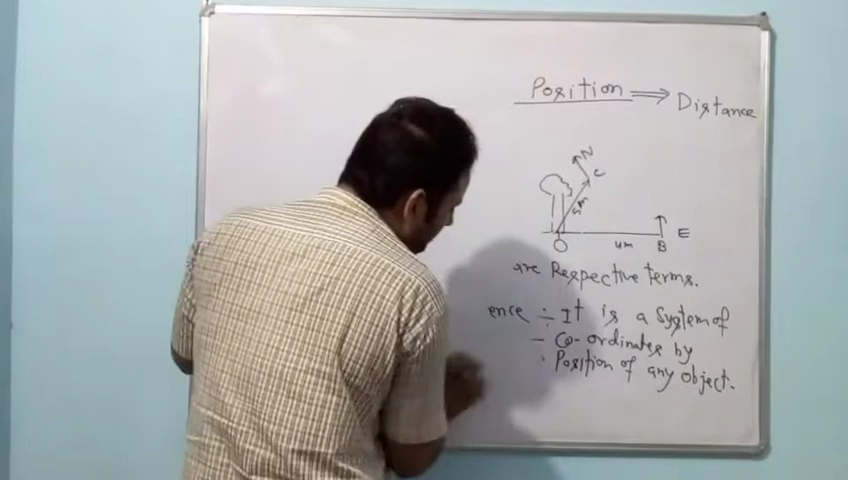 Position ⇒ Distance
N
C
5m
4m
B
E
O
are Respective terms.
ence ÷ It is a System of
Co-ordinates by
Position of any object.